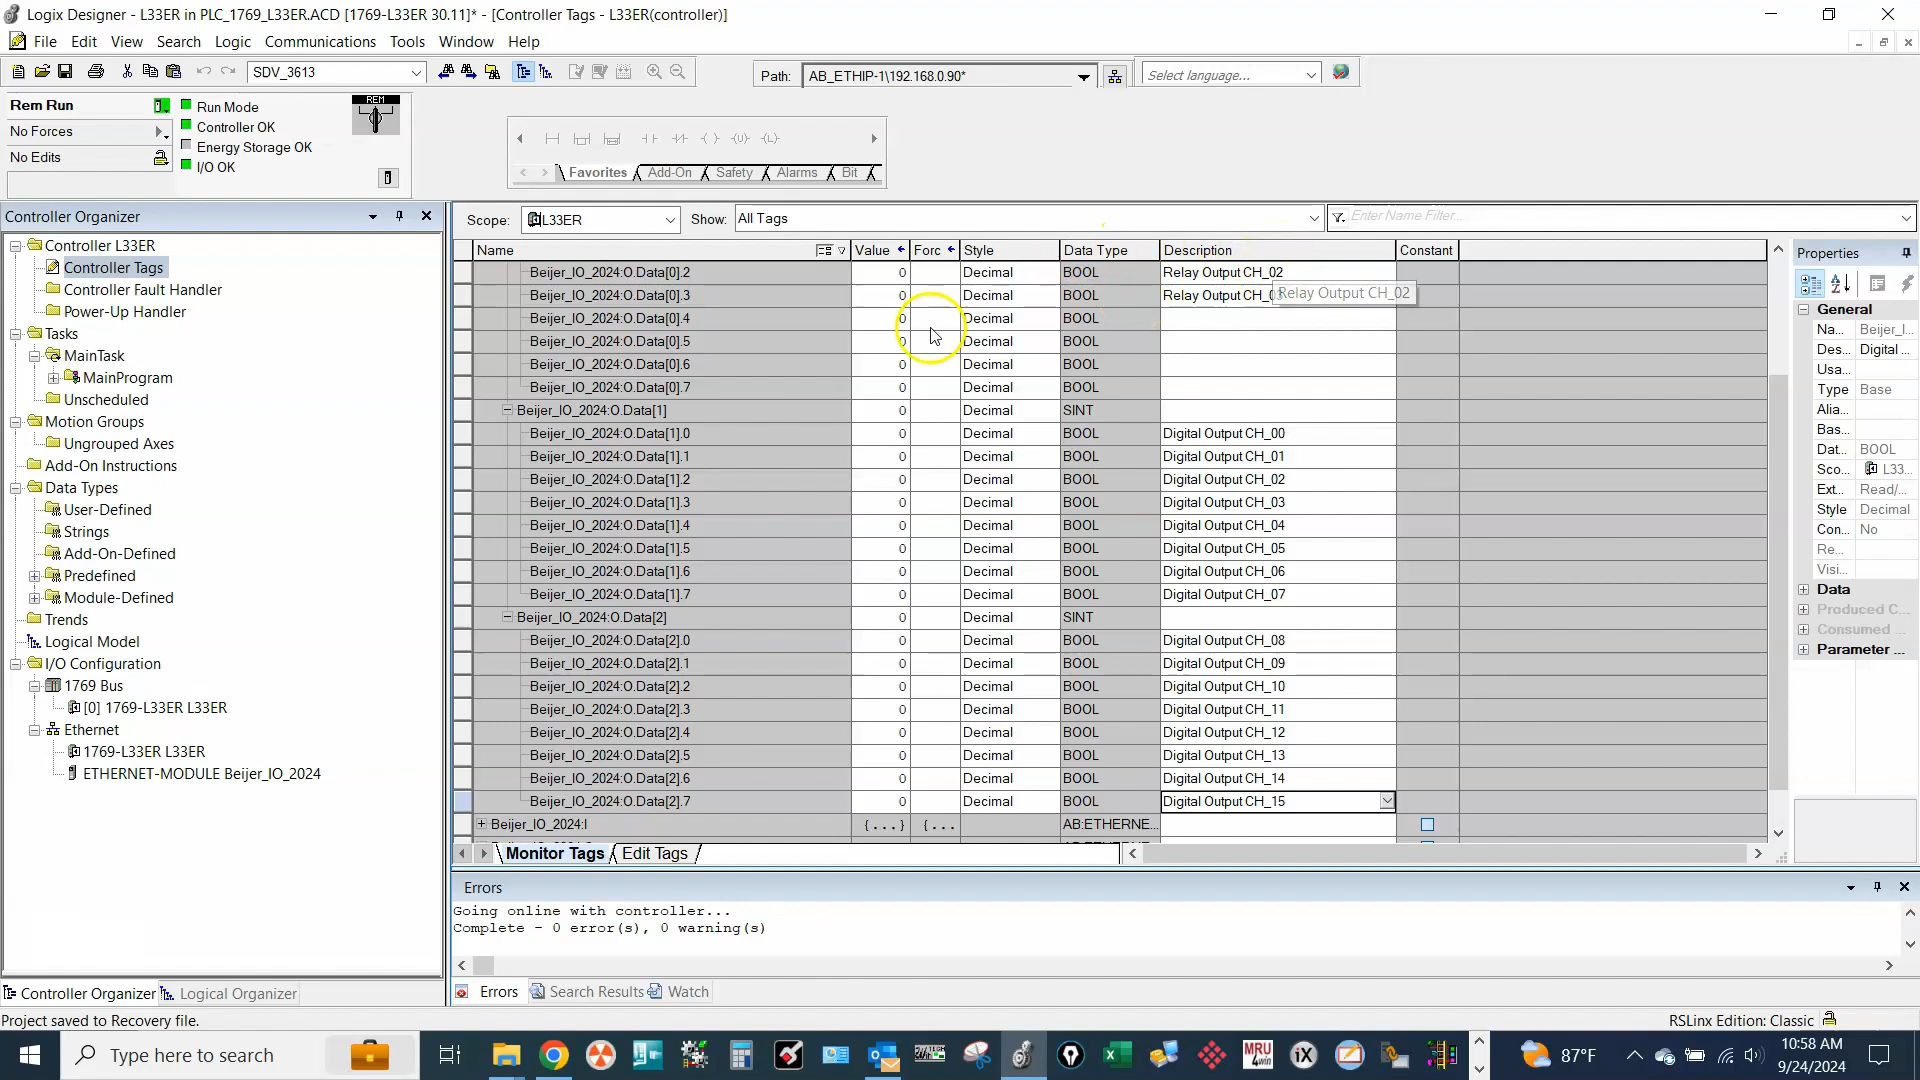 Logix Designer - L33ER in PLC_1769_L33ER.ACD [1769-L33ER 30.11]* - [Controller Tags - L33ER(controller)]
File Edit View Search Logic Communications Tools Window Help
SDV_3613
Path: AB_ETHIP-1\192.168.0.90*
Select language...
Rem Run
No Forces
No Edits
Run Mode
Controller OK
Energy Storage OK
I/O OK
REM
Favorites Add-On Safety Alarms Bit
Controller Organizer
Controller L33ER
Controller Tags
Controller Fault Handler
Power-Up Handler
Tasks
MainTask
MainProgram
Unscheduled
Motion Groups
Ungrouped Axes
Add-On Instructions
Data Types
User-Defined
Strings
Add-On-Defined
Predefined
Module-Defined
Trends
Logical Model
I/O Configuration
1769 Bus
[0] 1769-L33ER L33ER
Ethernet
1769-L33ER L33ER
ETHERNET-MODULE Beijer_IO_2024
Controller Organizer Logical Organizer
Scope: L33ER Show: All Tags Enter Name Filter...
Name Value Forc Style Data Type Description Constant
Beijer_IO_2024:O.Data[0].2 0 Decimal BOOL Relay Output CH_02
Beijer_IO_2024:O.Data[0].3 0 Decimal BOOL Relay Output CH_03
Relay Output CH_02
Beijer_IO_2024:O.Data[0].4 0 Decimal BOOL
Beijer_IO_2024:O.Data[0].5 0 Decimal BOOL
Beijer_IO_2024:O.Data[0].6 0 Decimal BOOL
Beijer_IO_2024:O.Data[0].7 0 Decimal BOOL
Beijer_IO_2024:O.Data[1] 0 Decimal SINT
Beijer_IO_2024:O.Data[1].0 0 Decimal BOOL Digital Output CH_00
Beijer_IO_2024:O.Data[1].1 0 Decimal BOOL Digital Output CH_01
Beijer_IO_2024:O.Data[1].2 0 Decimal BOOL Digital Output CH_02
Beijer_IO_2024:O.Data[1].3 0 Decimal BOOL Digital Output CH_03
Beijer_IO_2024:O.Data[1].4 0 Decimal BOOL Digital Output CH_04
Beijer_IO_2024:O.Data[1].5 0 Decimal BOOL Digital Output CH_05
Beijer_IO_2024:O.Data[1].6 0 Decimal BOOL Digital Output CH_06
Beijer_IO_2024:O.Data[1].7 0 Decimal BOOL Digital Output CH_07
Beijer_IO_2024:O.Data[2] 0 Decimal SINT
Beijer_IO_2024:O.Data[2].0 0 Decimal BOOL Digital Output CH_08
Beijer_IO_2024:O.Data[2].1 0 Decimal BOOL Digital Output CH_09
Beijer_IO_2024:O.Data[2].2 0 Decimal BOOL Digital Output CH_10
Beijer_IO_2024:O.Data[2].3 0 Decimal BOOL Digital Output CH_11
Beijer_IO_2024:O.Data[2].4 0 Decimal BOOL Digital Output CH_12
Beijer_IO_2024:O.Data[2].5 0 Decimal BOOL Digital Output CH_13
Beijer_IO_2024:O.Data[2].6 0 Decimal BOOL Digital Output CH_14
Beijer_IO_2024:O.Data[2].7 0 Decimal BOOL Digital Output CH_15
Beijer_IO_2024:I {...} {... AB:ETHERNE...
Monitor Tags Edit Tags
Properties
General
Na... Beijer_I...
Des... Digital ...
Usa...
Type Base
Alia...
Bas...
Dat... BOOL
Sco... L33...
Ext... Read/...
Style Decimal
Con... No
Re...
Visi...
Data
Produced C...
Consumed ...
Parameter ...
Errors
Going online with controller...
Complete - 0 error(s), 0 warning(s)
Errors Search Results Watch
Project saved to Recovery file.
RSLinx Edition: Classic
Type here to search
MRU
4win
iX
87°F
10:58 AM
9/24/2024